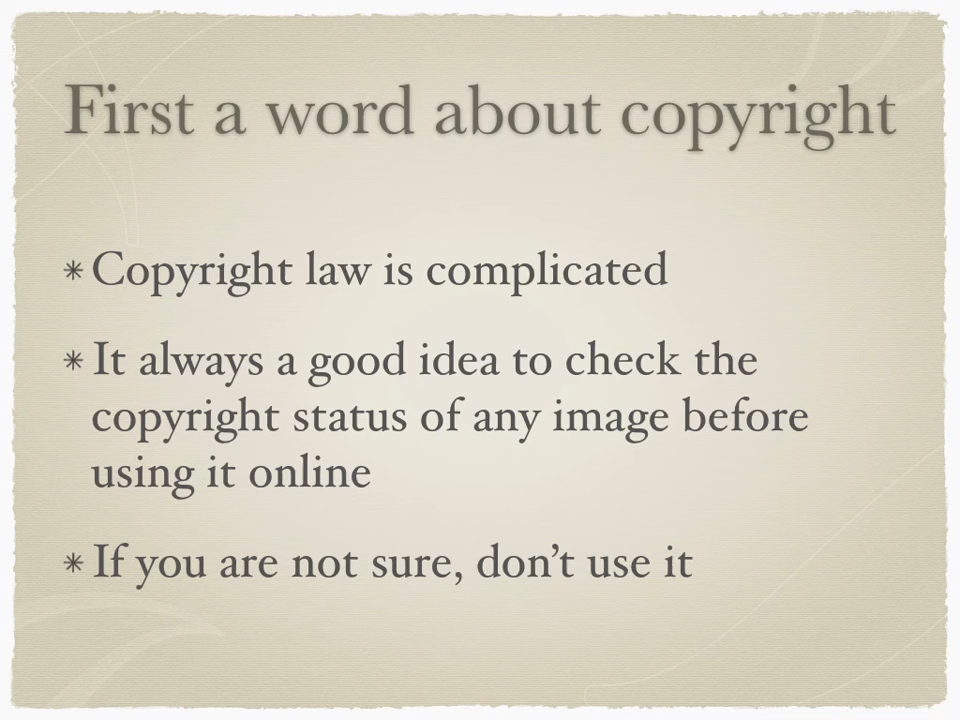 First a word about copyright
* Copyright law is complicated
* It always a good idea to check the
copyright status of any image before
using it online
* If you are not sure, don’t use it